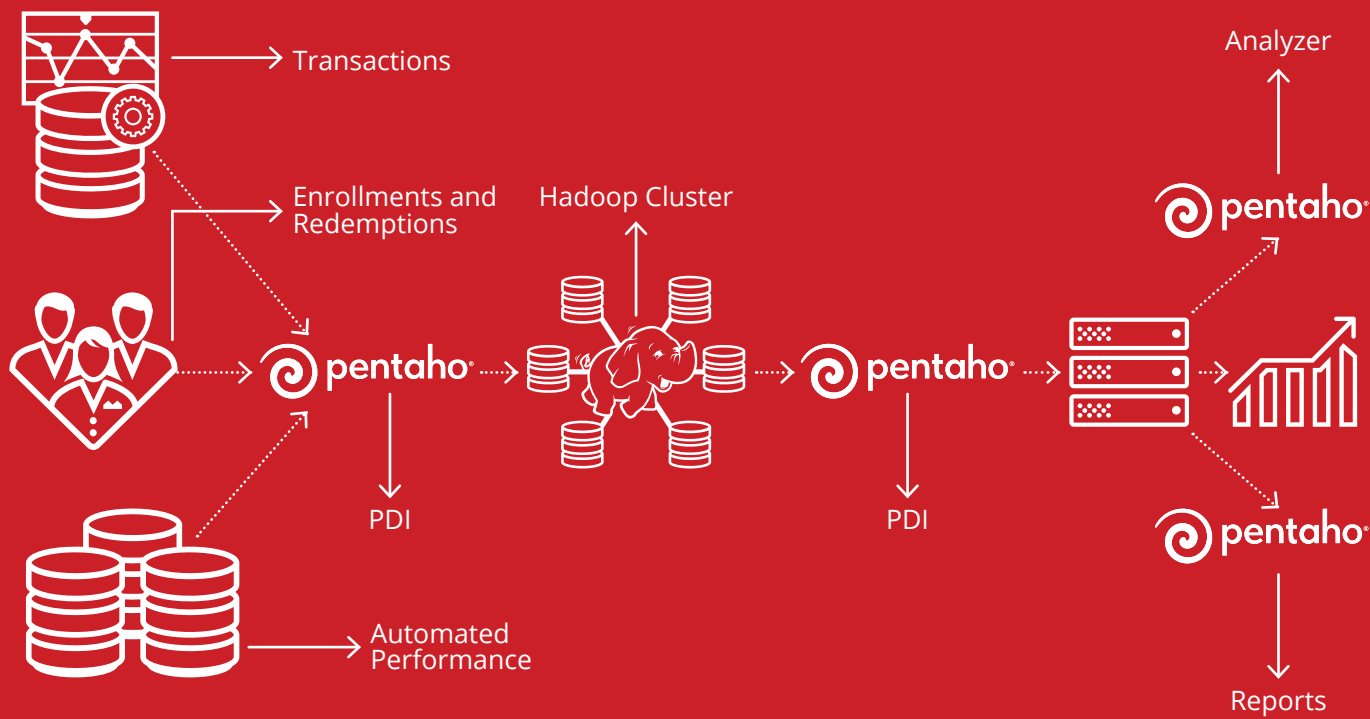 Transactions
Analyzer
Enrollments and
Redemptions
Hadoop Cluster
pentaho®
pentaho®
pentaho®
PDI
PDI
pentaho®
Automated
Performance
Reports